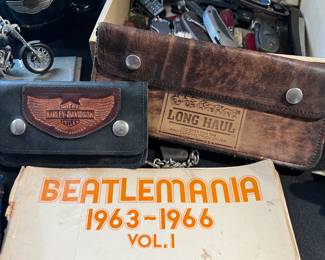 HARLEY-DAVIDSON
LONG HAUL
BEATLEMANIA
1963~1966
VOL.1